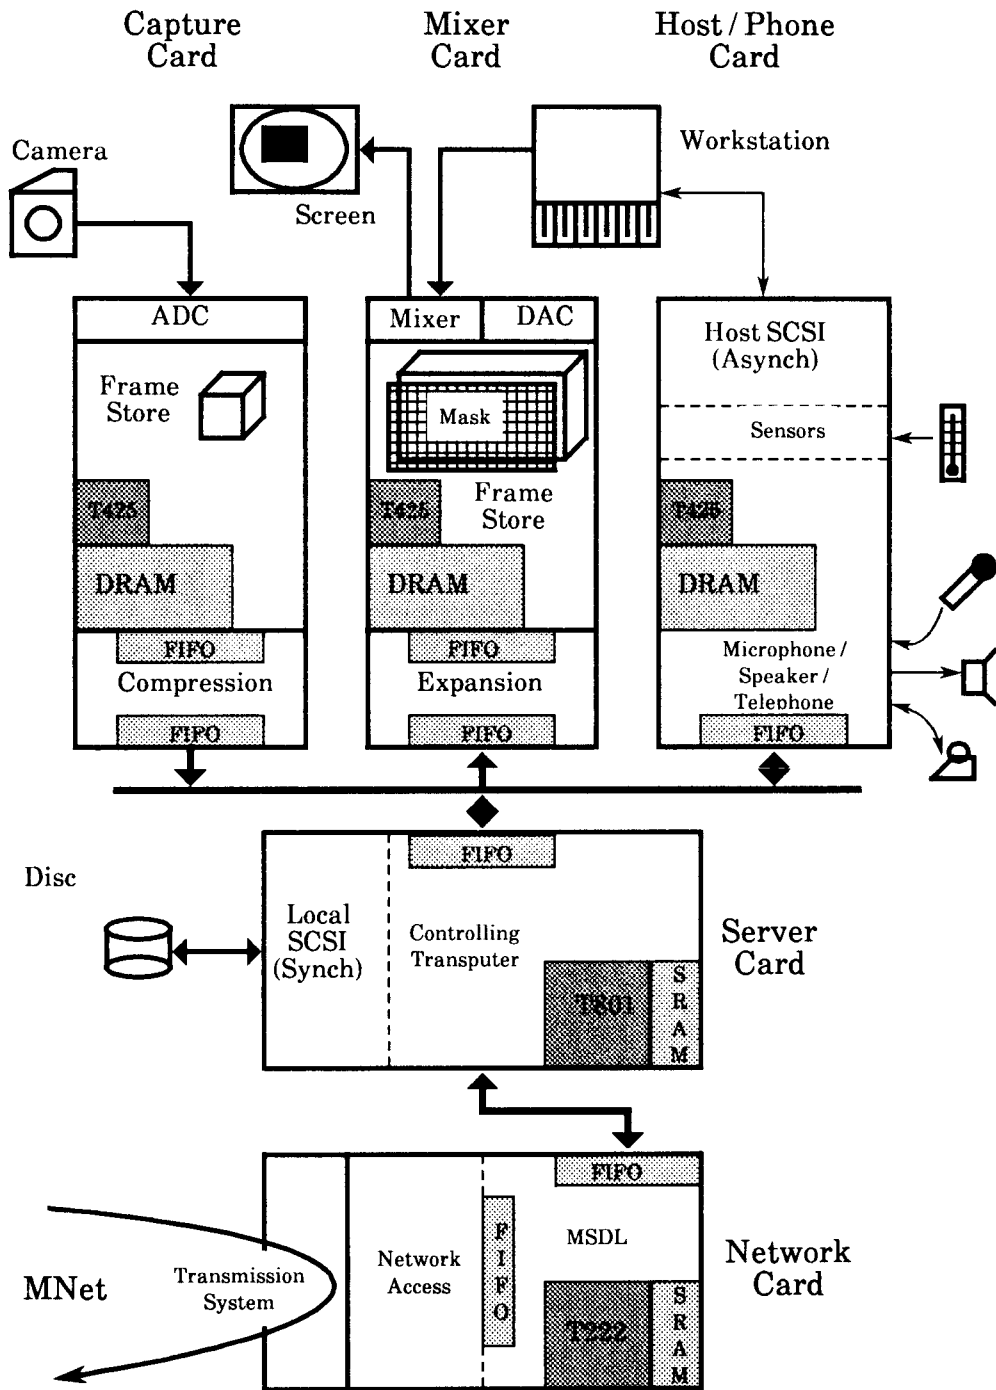 Capture
Card
Mixer
Card
Host / Phone
Card
Camera
Screen
Workstation
ADC
Mixer
DAC
Host SCSI
(Asynch)
Frame
Store
Mask
Sensors
Frame
Store
T425
T425
T425
DRAM
DRAM
DRAM
FIFO
FIFO
Microphone /
Speaker /
Telephone
Compression
Expansion
FIFO
FIFO
FIFO
FIFO
Disc
Local
SCSI
(Synch)
Controlling
Transputer
Server
Card
T801
SRAM
FIFO
MSDL
FIFO
Network
Access
Network
Card
MNet
Transmission
System
T222
SRAM